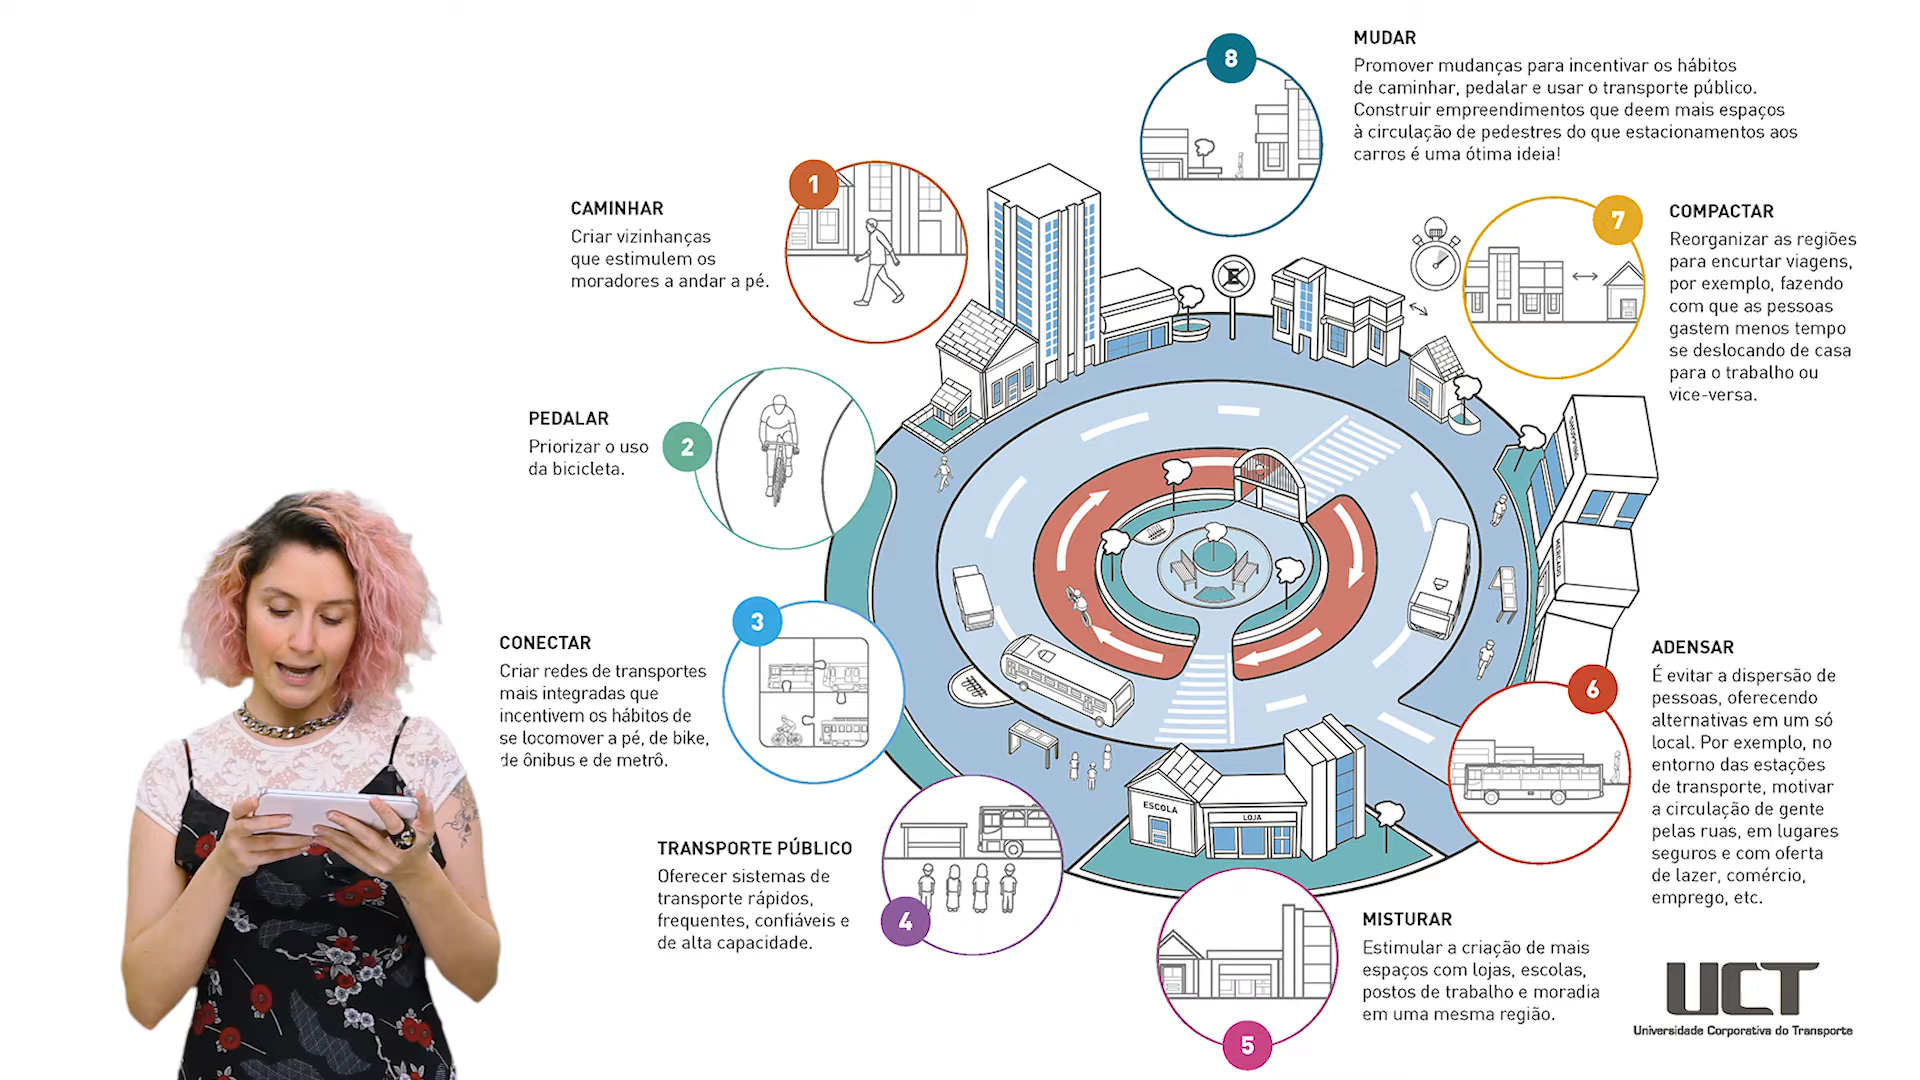 1
CAMINHAR
Criar vizinhanças
que estimulem os
moradores a andar a pé.
2
PEDALAR
Priorizar o uso
da bicicleta.
3
CONECTAR
Criar redes de transportes
mais integradas que
incentivem os hábitos de
se locomover a pé, de bike,
de ônibus e de metrô.
4
TRANSPORTE PÚBLICO
Oferecer sistemas de
transporte rápidos,
frequentes, confiáveis e
de alta capacidade.
5
MISTURAR
Estimular a criação de mais
espaços com lojas, escolas,
postos de trabalho e moradia
em uma mesma região.
6
ADENSAR
É evitar a dispersão de
pessoas, oferecendo
alternativas em um só
local. Por exemplo, no
entorno das estações
de transporte, motivar
a circulação de gente
pelas ruas, em lugares
seguros e com oferta
de lazer, comércio,
emprego, etc.
7
COMPACTAR
Reorganizar as regiões
para encurtar viagens,
por exemplo, fazendo
com que as pessoas
gastem menos tempo
se deslocando de casa
para o trabalho ou
vice-versa.
8
MUDAR
Promover mudanças para incentivar os hábitos
de caminhar, pedalar e usar o transporte público.
Construir empreendimentos que deem mais espaços
à circulação de pedestres do que estacionamentos aos
carros é uma ótima ideia!
E
MERCADO
ESCOLA
LOJA
UCT
Universidade Corporativa do Transporte